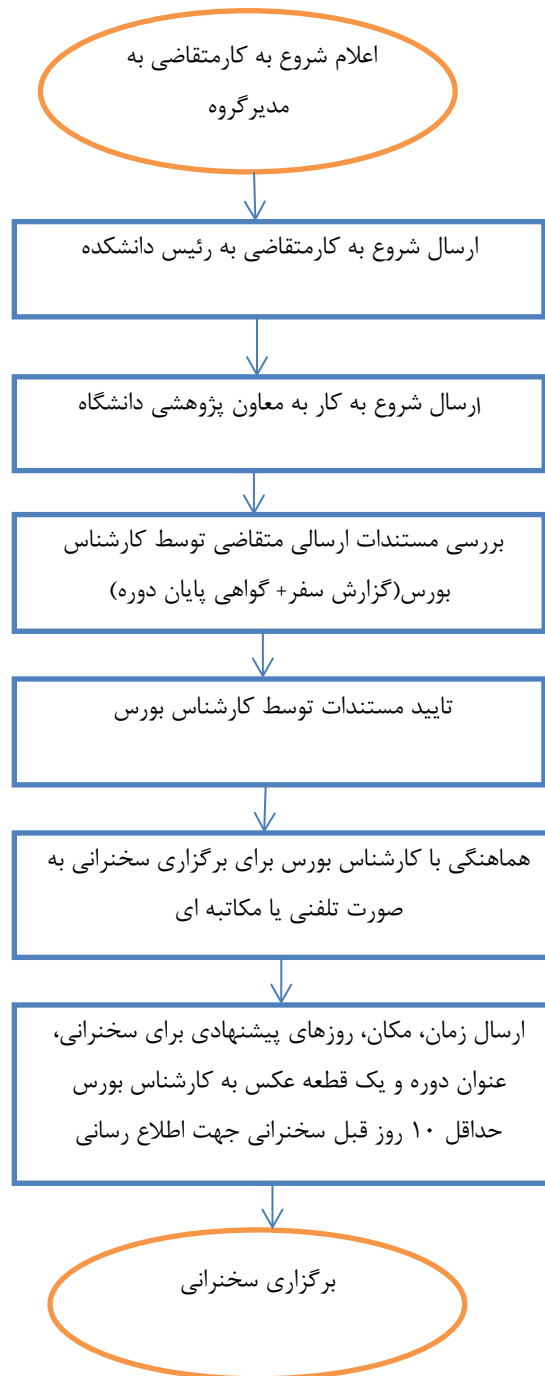 اعلام شروع به کارمتقاضی به
مدیرگروه
ارسال شروع به کارمتقاضی به رئیس دانشکده
ارسال شروع به کار به معاون پژوهشی دانشگاه
بررسی مستندات ارسالی متقاضی توسط کارشناس
بورس(گزارش سفر+ گواهی پایان دوره)
تایید مستندات توسط کارشناس بورس
هماهنگی با کارشناس بورس برای برگزاری سخنرانی به
صورت تلفنی یا مکاتبه ای
ارسال زمان، مکان، روزهای پیشنهادی برای سخنرانی،
عنوان دوره و یک قطعه عکس به کارشناس بورس
حداقل ۱۰ روز قبل سخنرانی جهت اطلاع رسانی
برگزاری سخنرانی